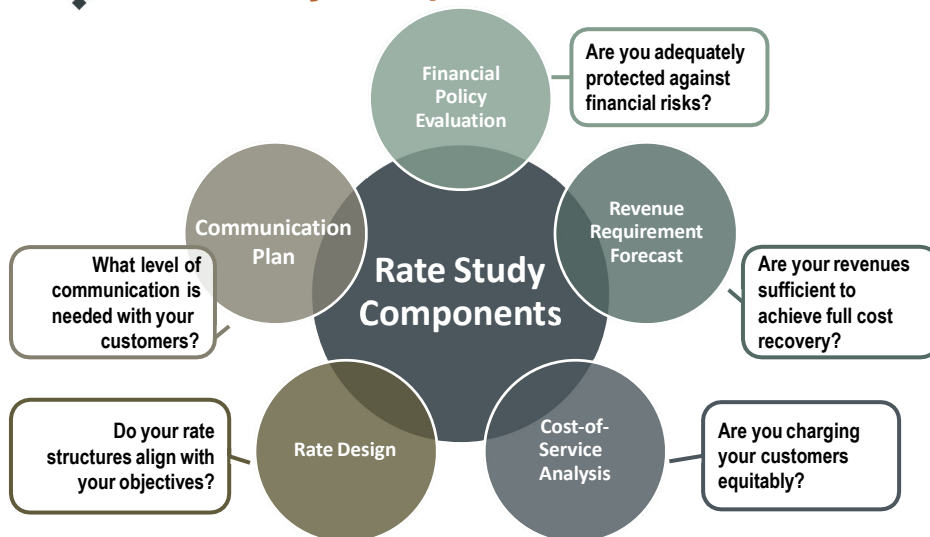 Financial
Policy
Evaluation
Are you adequately
protected against
financial risks?
Communication
Plan
Revenue
Requirement
Forecast
Rate Study
Components
What level of
communication is
needed with your
customers?
Are your revenues
sufficient to
achieve full cost
recovery?
Do your rate
structures align with
your objectives?
Rate Design
Cost-of-
Service
Analysis
Are you charging
your customers
equitably?